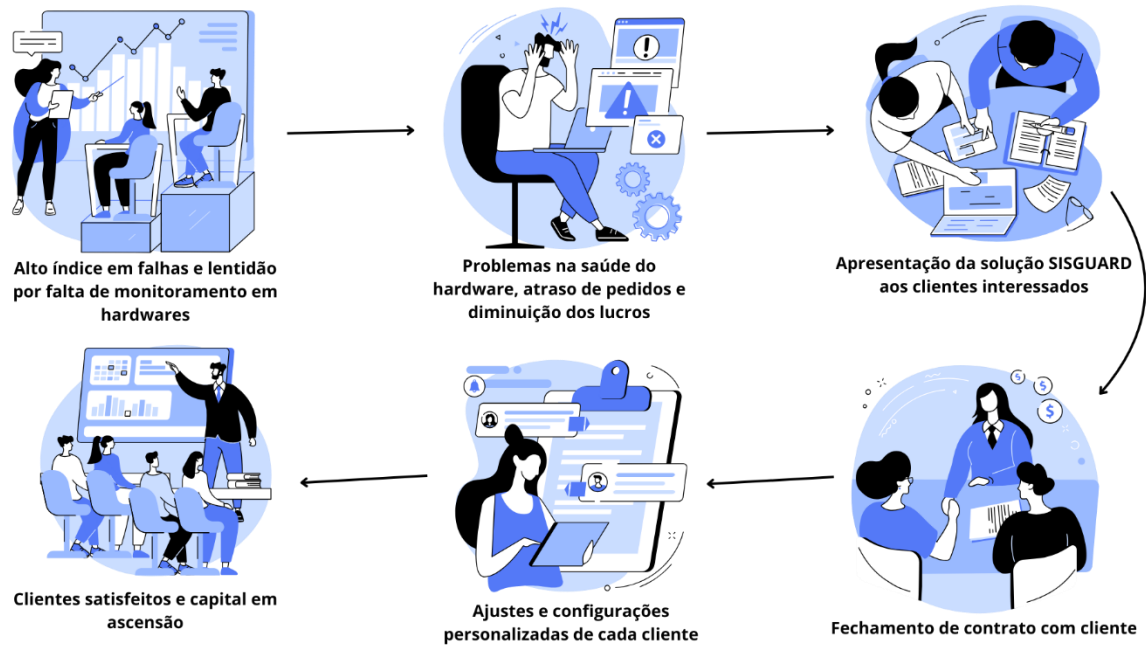 Alto índice em falhas e lentidão
por falta de monitoramento em
hardwares
Problemas na saúde do
hardware, atraso de pedidos e
diminuição dos lucros
Apresentação da solução SISGUARD
aos clientes interessados
$
$
$
Fechamento de contrato com cliente
Ajustes e configurações
personalizadas de cada cliente
Clientes satisfeitos e capital em
ascensão